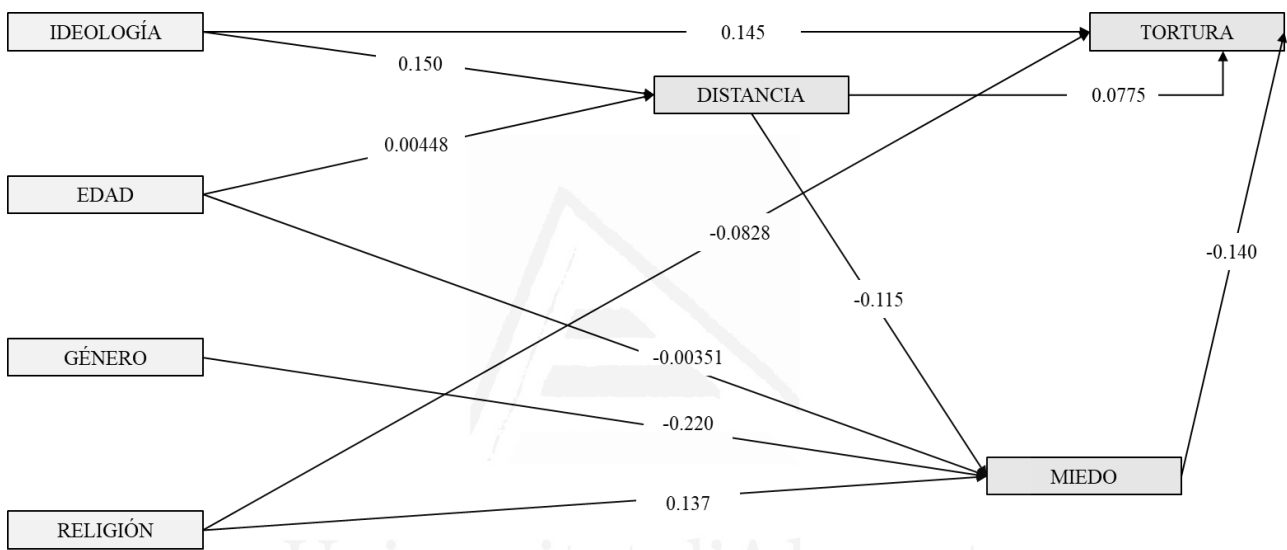 IDEOLOGÍA
0.145
TORTURA
0.150
DISTANCIA
0.0775
0.00448
EDAD
-0.0828
-0.140
-0.115
GÉNERO
-0.00351
-0.220
MIEDO
0.137
RELIGIÓN